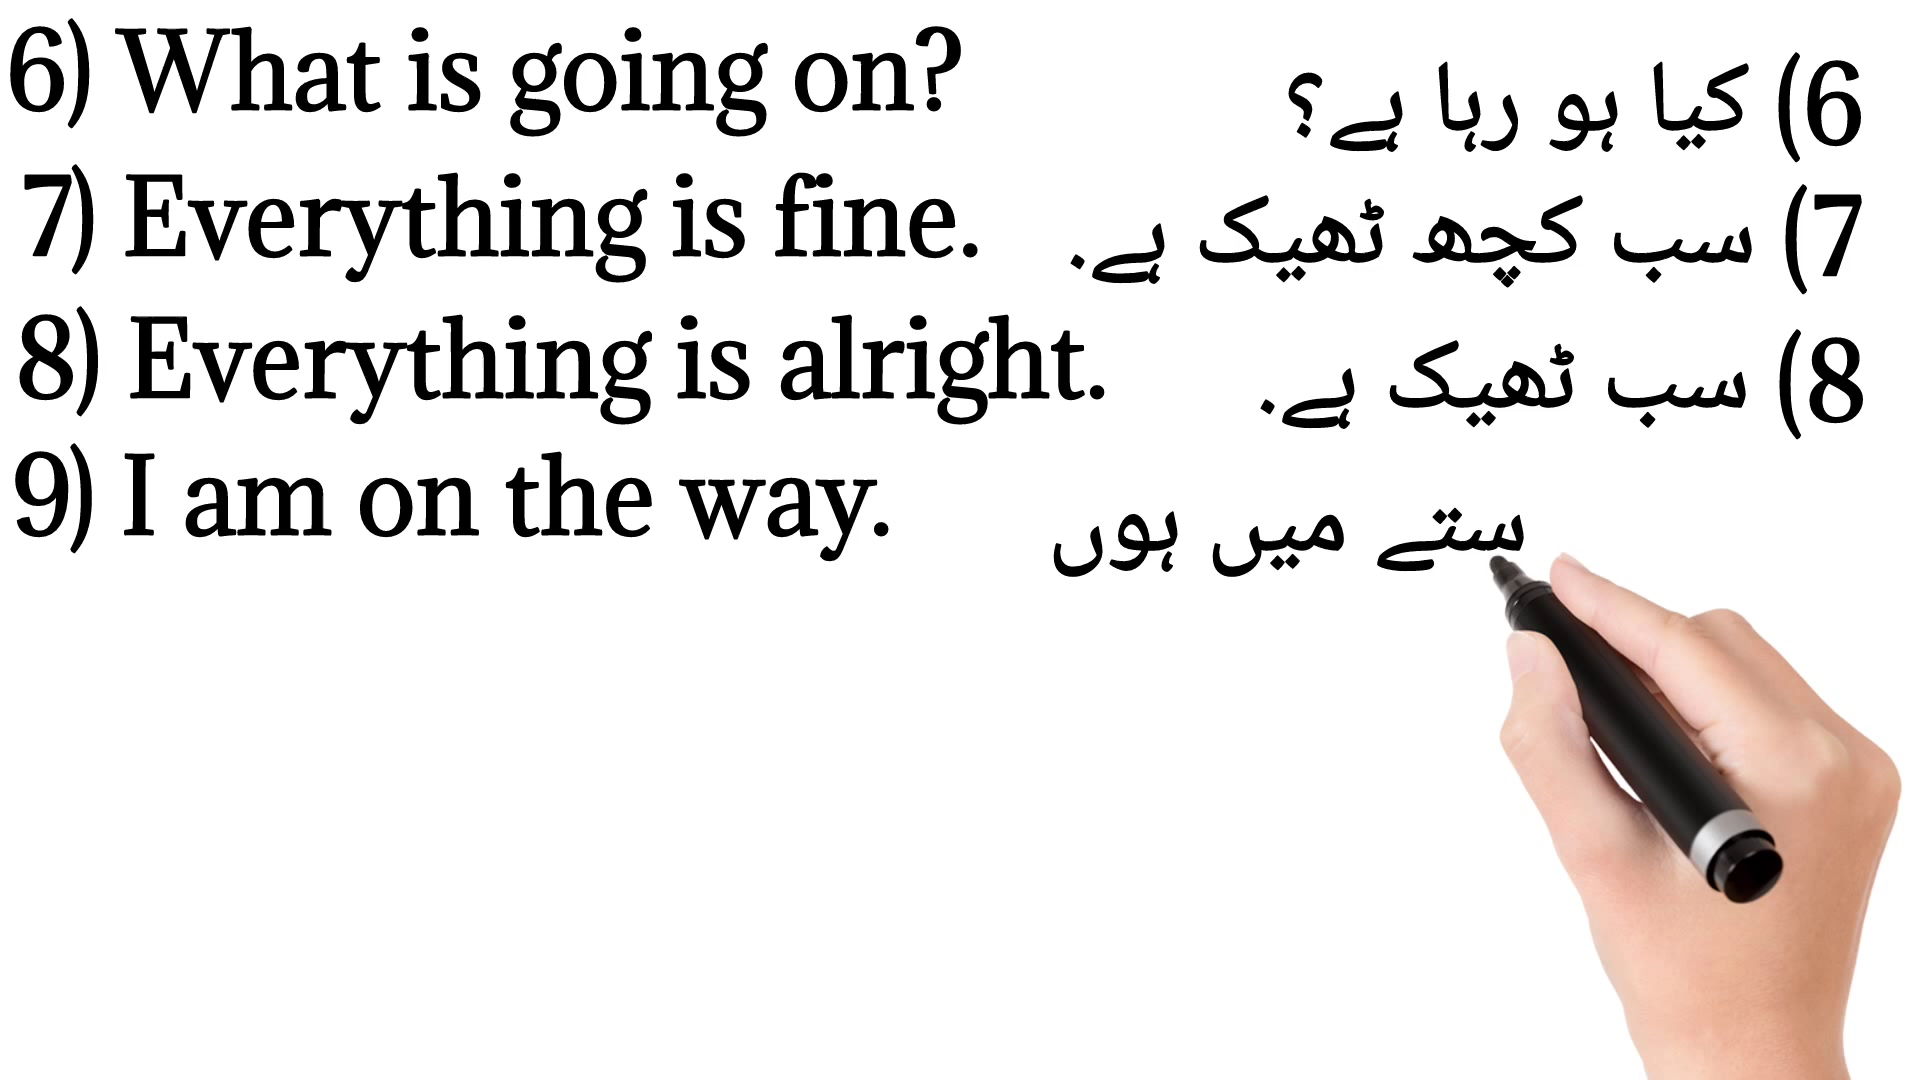 6) What is going on?
6) کیا ہو رہا ہے؟
7) Everything is fine.
7) سب کچھ ٹھیک ہے.
8) Everything is alright.
8) سب ٹھیک ہے.
9) I am on the way.
ستے میں ہوں